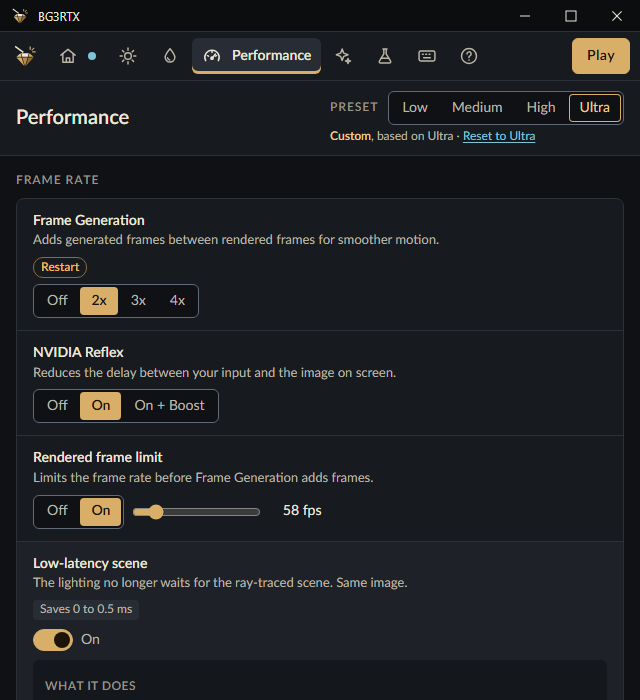 BG3RTX
Performance
Play
Performance
PRESET
Low Medium High Ultra
Custom, based on Ultra · Reset to Ultra
FRAME RATE
Frame Generation
Adds generated frames between rendered frames for smoother motion.
Restart
Off 2x 3x 4x
NVIDIA Reflex
Reduces the delay between your input and the image on screen.
Off On On + Boost
Rendered frame limit
Limits the frame rate before Frame Generation adds frames.
Off On 58 fps
Low-latency scene
The lighting no longer waits for the ray-traced scene. Same image.
Saves 0 to 0.5 ms
On
WHAT IT DOES